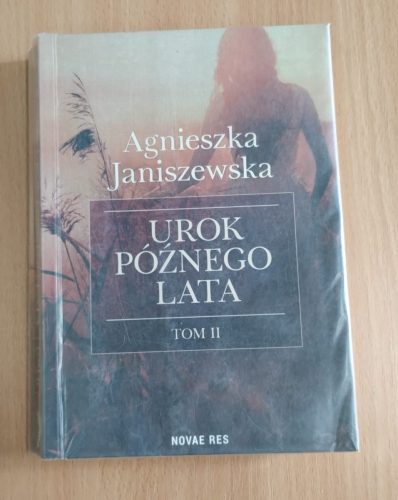 Agnieszka
Janiszewska
UROK
PÓŹNEGO
LATA
TOM II
NOVAE RES